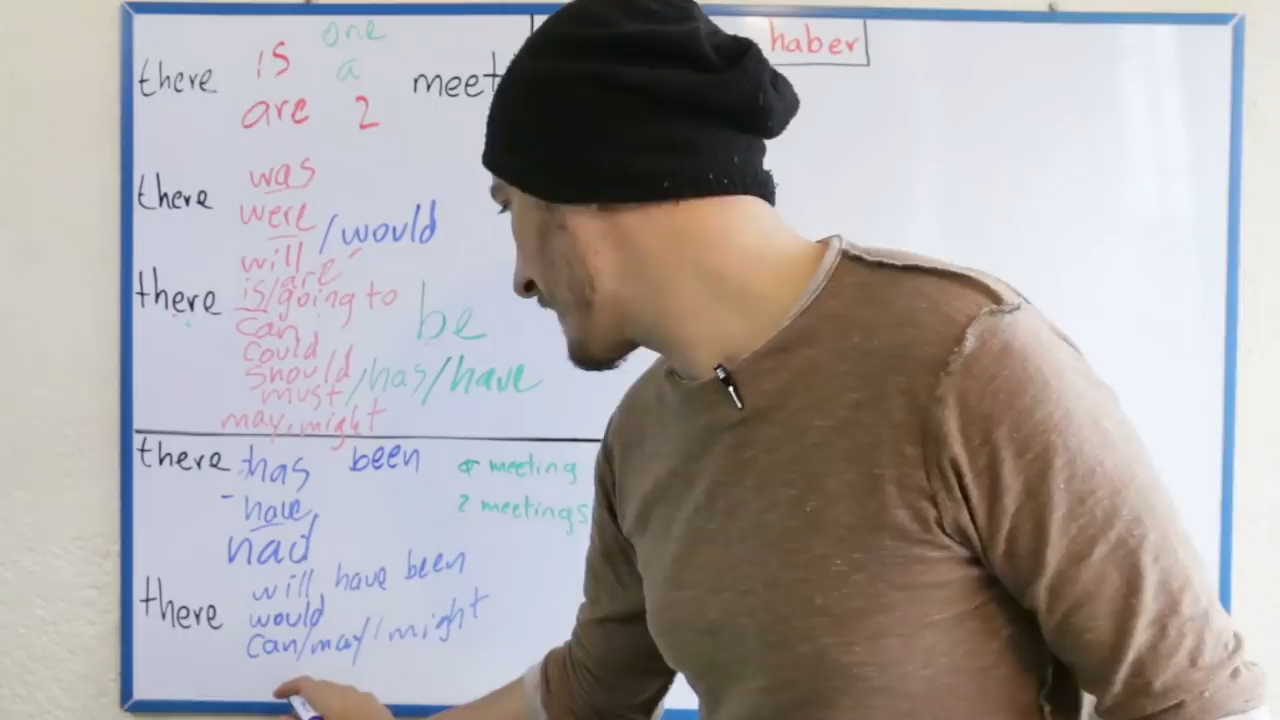 one
there is a meet haber
are 2
there was
were
will /would
are
there is/going to
can be
could
should
must /has/have
may, might
there has been a meeting
have 2 meetings
had
will have been
there would
can/may/might